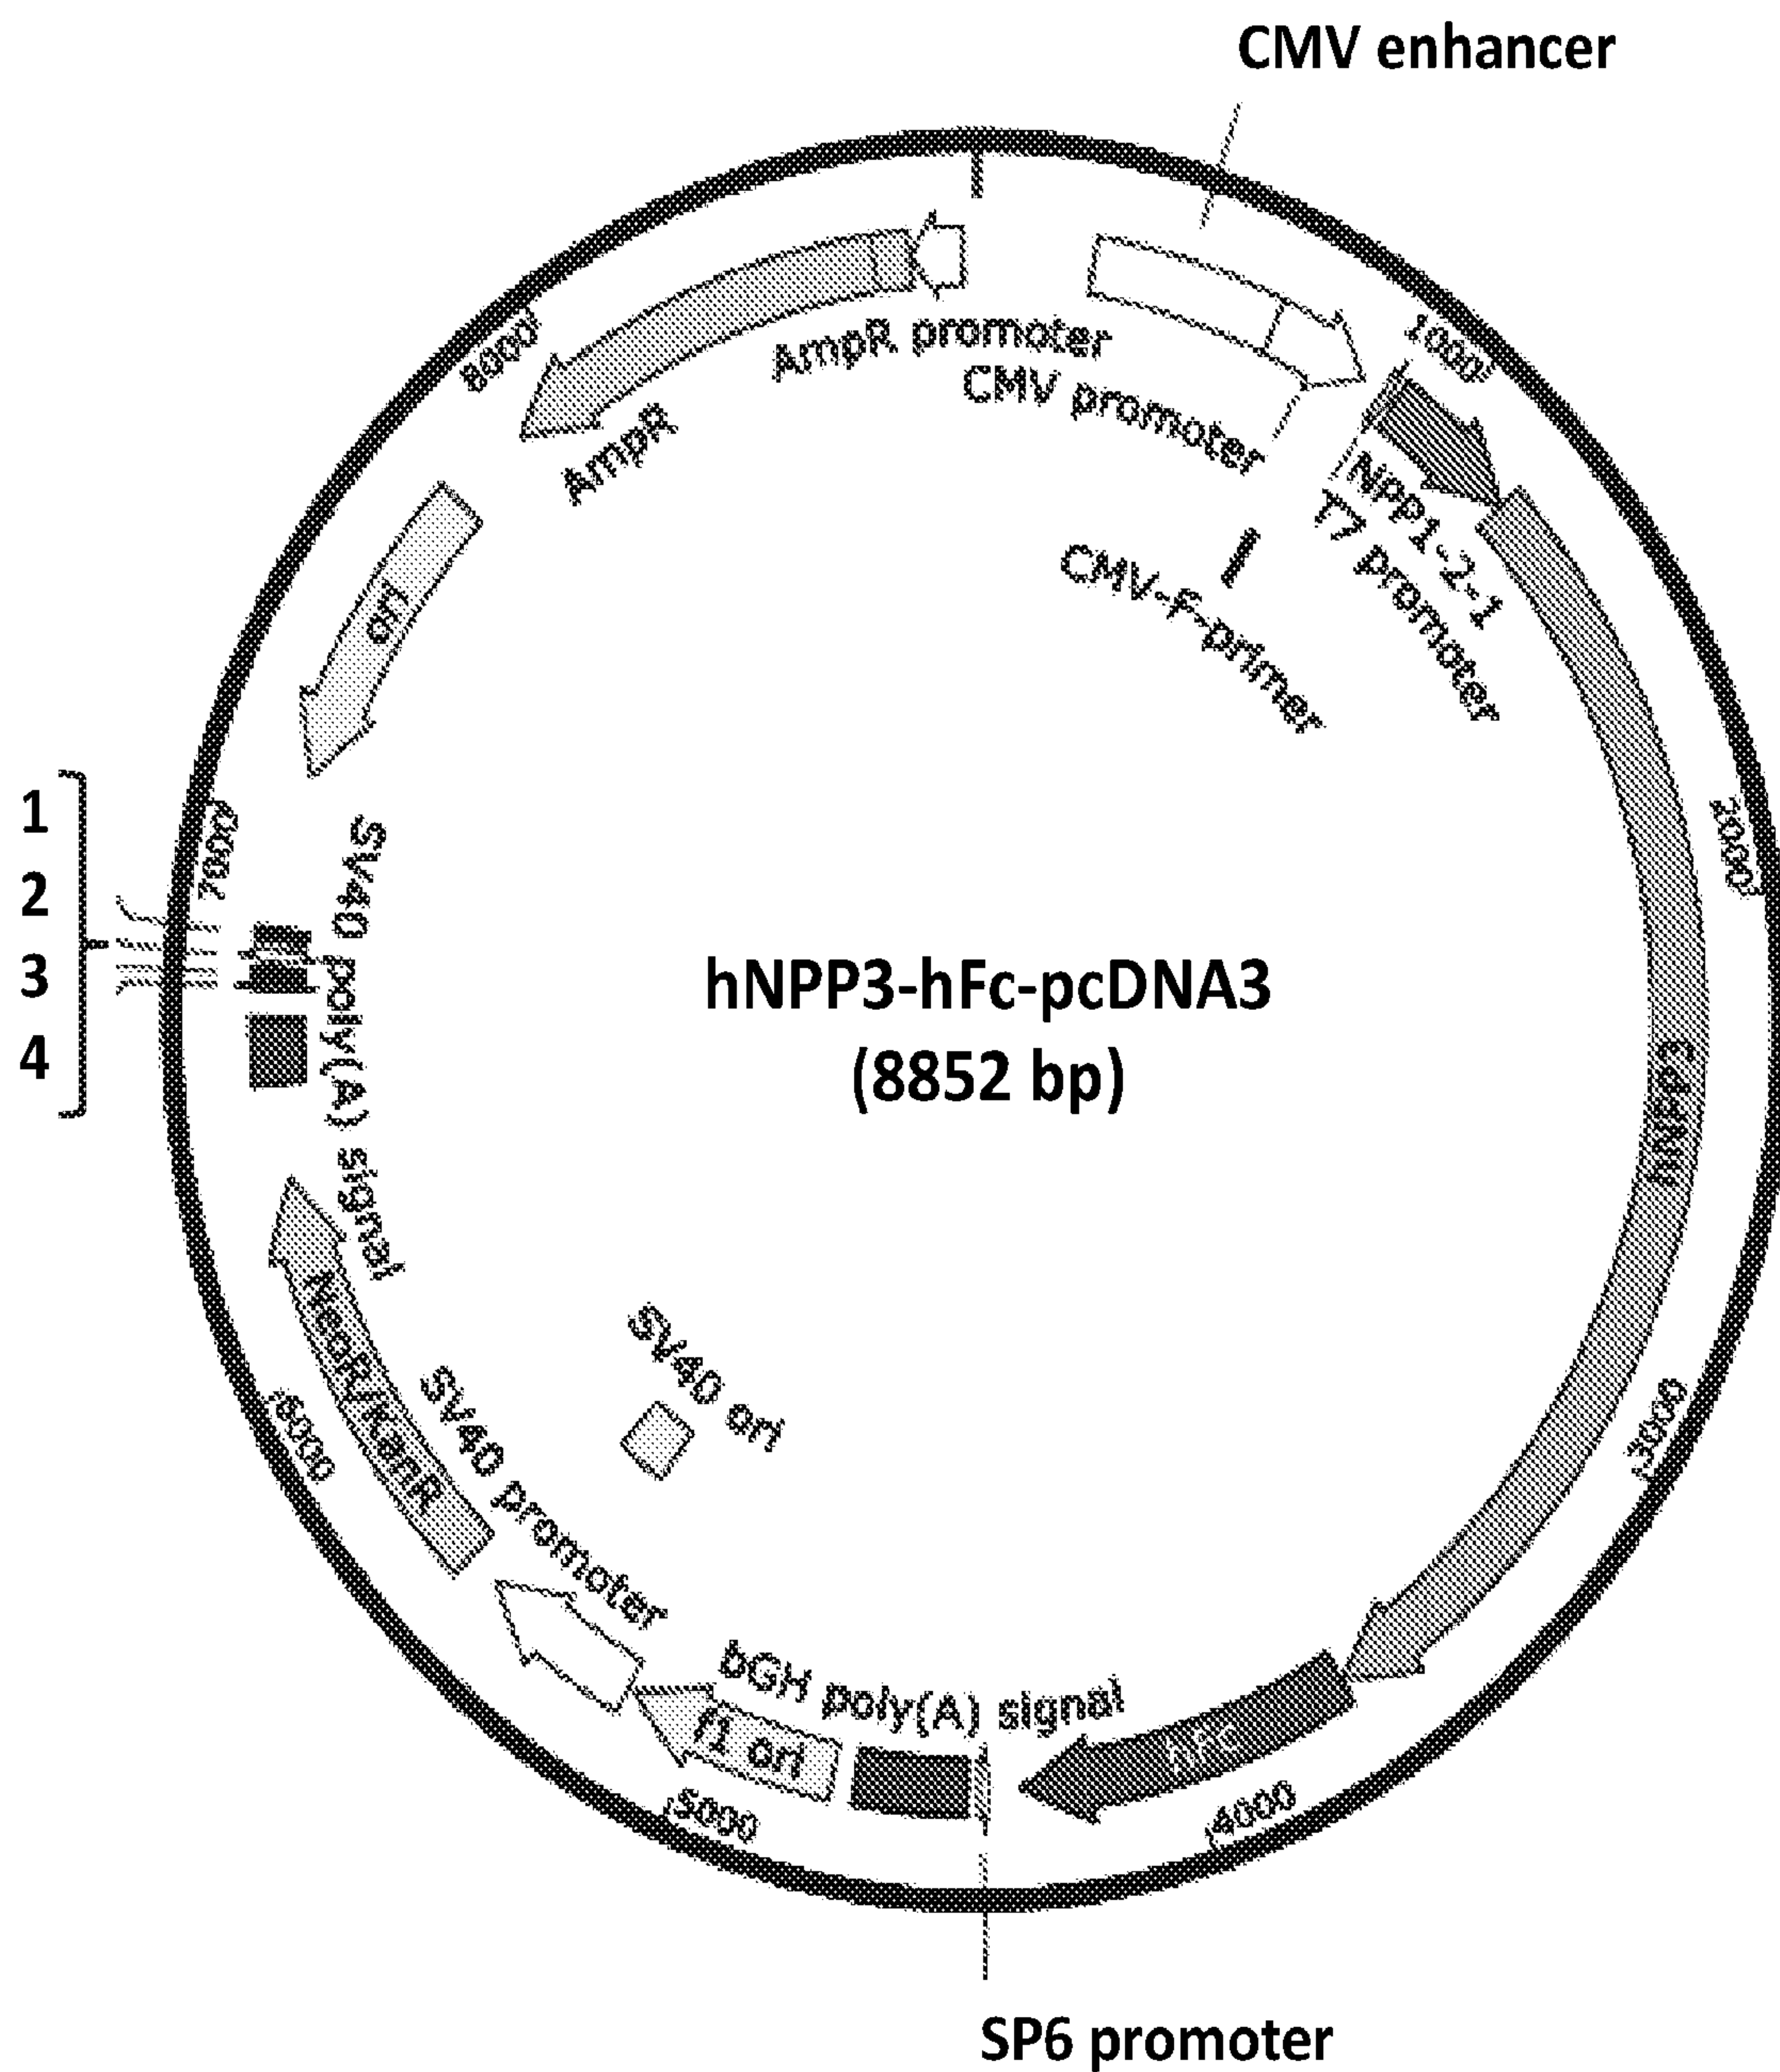 CMV enhancer
1000
2000
3000
4000
5000
6000
7000
8000
AmpR promoter
CMV promoter
AmpR
NPP1-2-1
T7 promoter
CMV-f-primer
ori
1
2
3
4
SV40 poly(A) signal
hNPP3-hFc-pcDNA3
(8852 bp)
hNPP3
NeoR/KanR
SV40 promoter
SV40 ori
bGH poly(A) signal
f1 ori
hFc
SP6 promoter